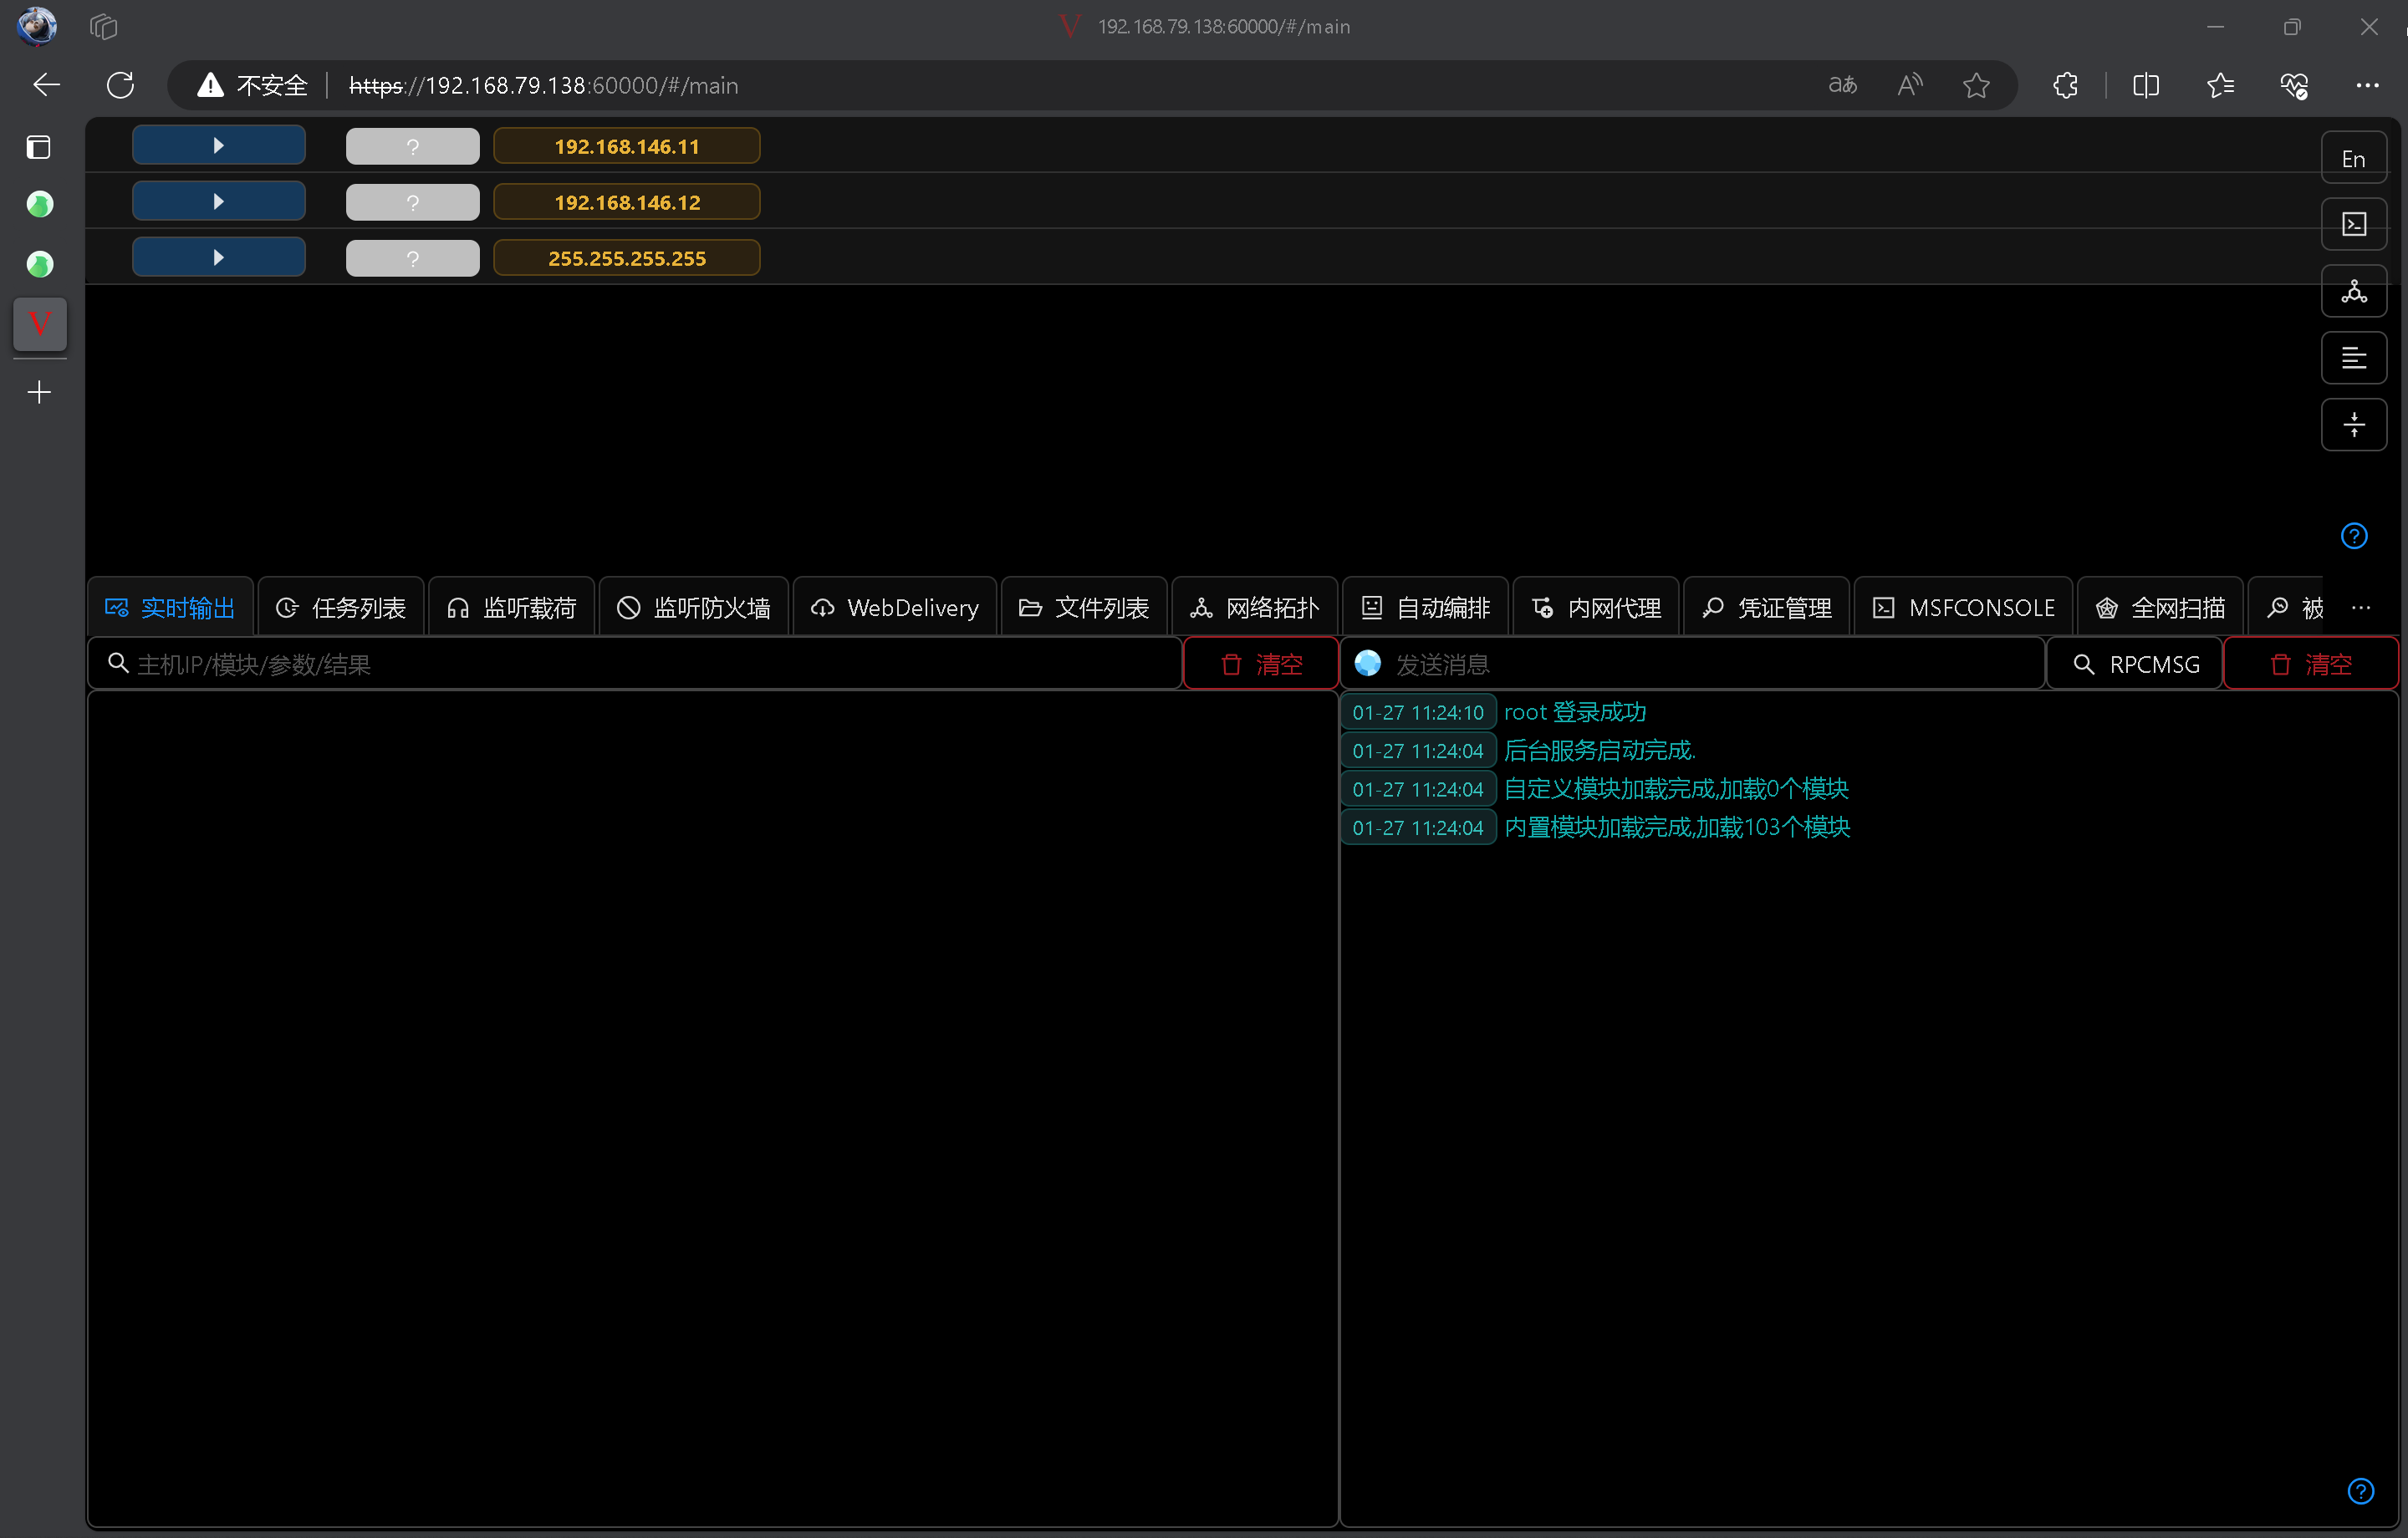 V 192.168.79.138:60000/#/main
不安全 https://192.168.79.138:60000/#/main aあ A
V
? 192.168.146.11
En
? 192.168.146.12
? 255.255.255.255
?
实时输出 任务列表 监听载荷 监听防火墙 WebDelivery 文件列表 网络拓扑 自动编排 内网代理 凭证管理 MSFCONSOLE 全网扫描 被 ...
主机IP/模块/参数/结果 清空 发送消息 RPCMSG 清空
01-27 11:24:10 root 登录成功
01-27 11:24:04 后台服务启动完成.
01-27 11:24:04 自定义模块加载完成,加载0个模块
01-27 11:24:04 内置模块加载完成,加载103个模块
?